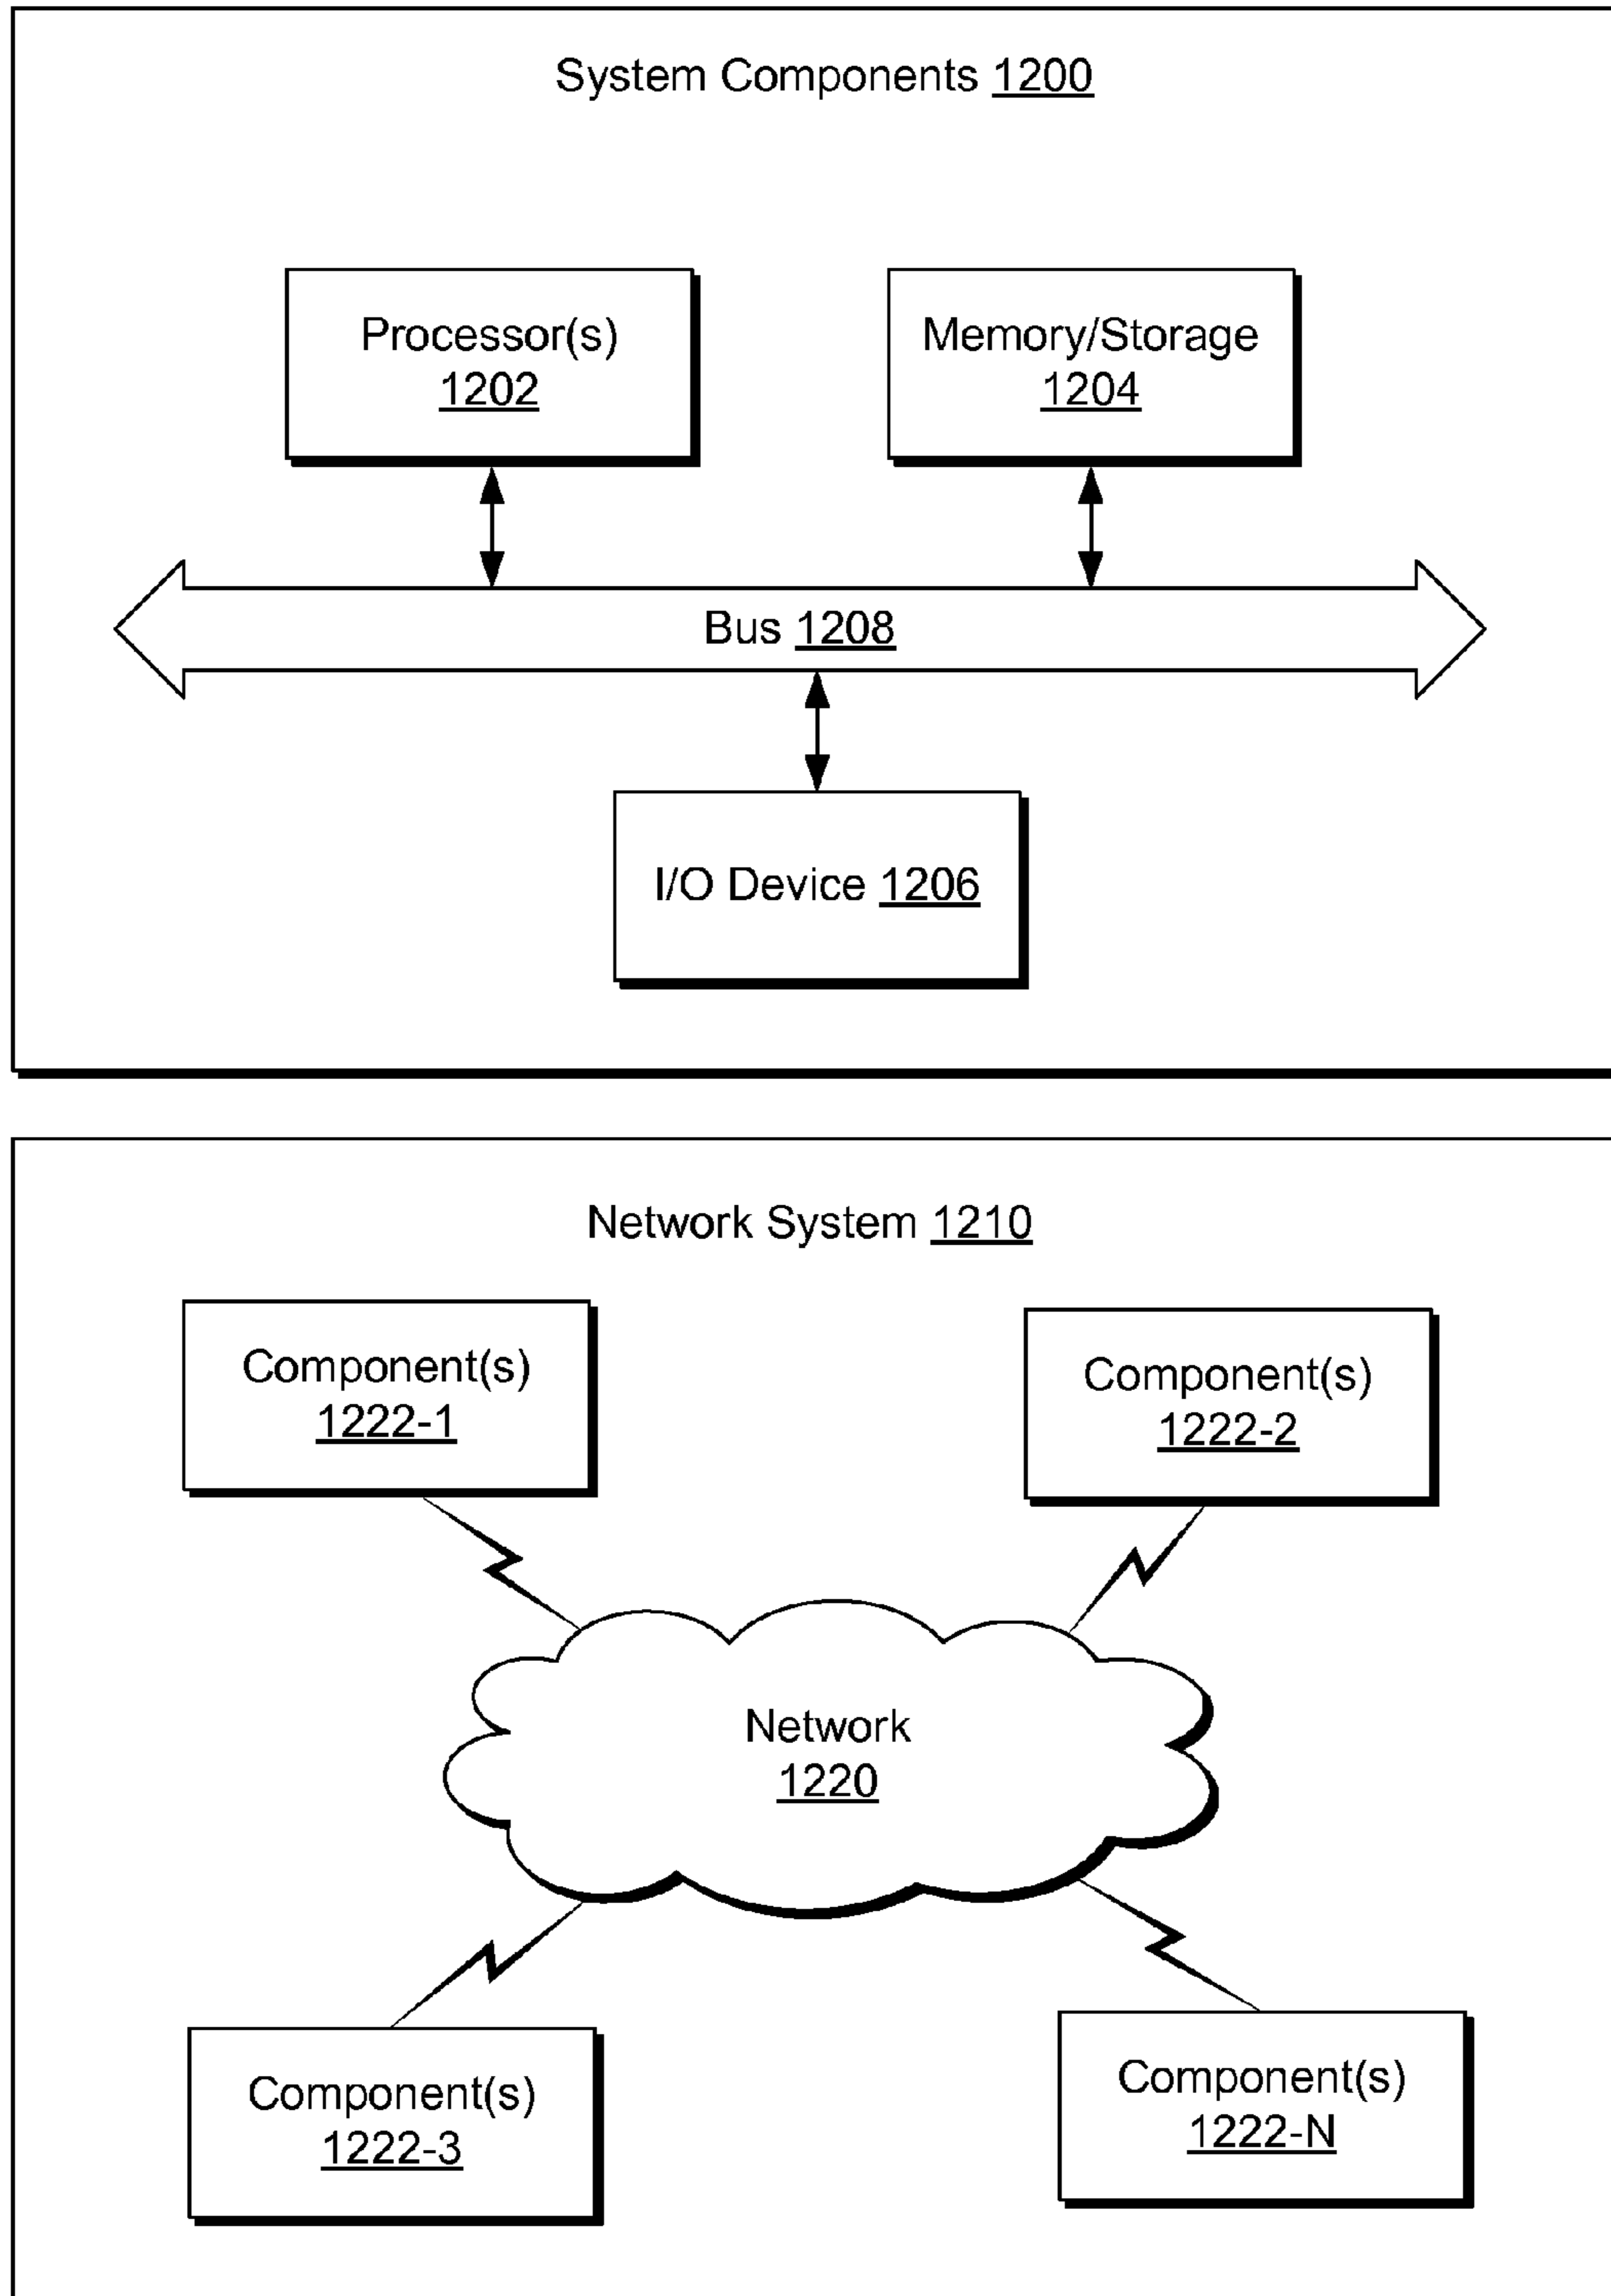 System Components 1200
Processor(s)
1202
Memory/Storage
1204
Bus 1208
I/O Device 1206
Network System 1210
Component(s)
1222-1
Component(s)
1222-2
Network
1220
Component(s)
1222-3
Component(s)
1222-N